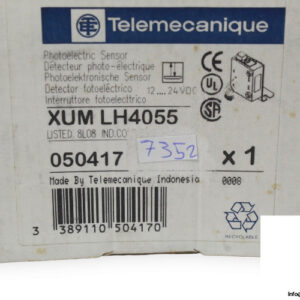 Telemecanique
Photoelectric Sensor
Détecteur photo-électrique
Photoelektronische Sensor
Detector fotoeléctrico 12....24VDC
Interruttore fotoelettrico
XUM LH4055
LISTED 8L08 IND.CO
050417 7352 x 1
Made By Telemecanique Indonesia 0008
3 389110 504170
RECYCLABLE